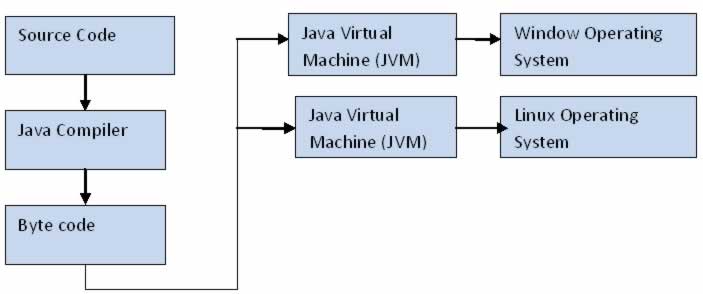 Source Code
Java Compiler
Byte code
Java Virtual
Machine (JVM)
Window Operating
System
Java Virtual
Machine (JVM)
Linux Operating
System